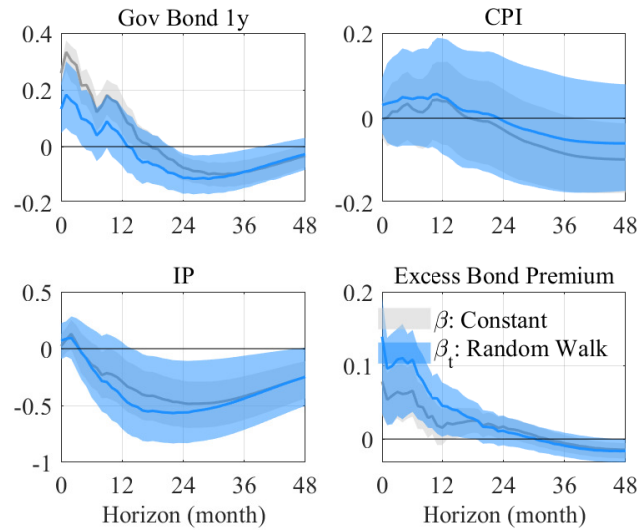 Gov Bond 1y
CPI
0.4
0.2
0
-0.2
0 12 24 36 48
0.2
0
-0.2
0 12 24 36 48
IP
Excess Bond Premium
0.5
0
-0.5
-1
0 12 24 36 48
Horizon (month)
0.2
0.1
0
0 12 24 36 48
Horizon (month)
β: Constant
βt: Random Walk